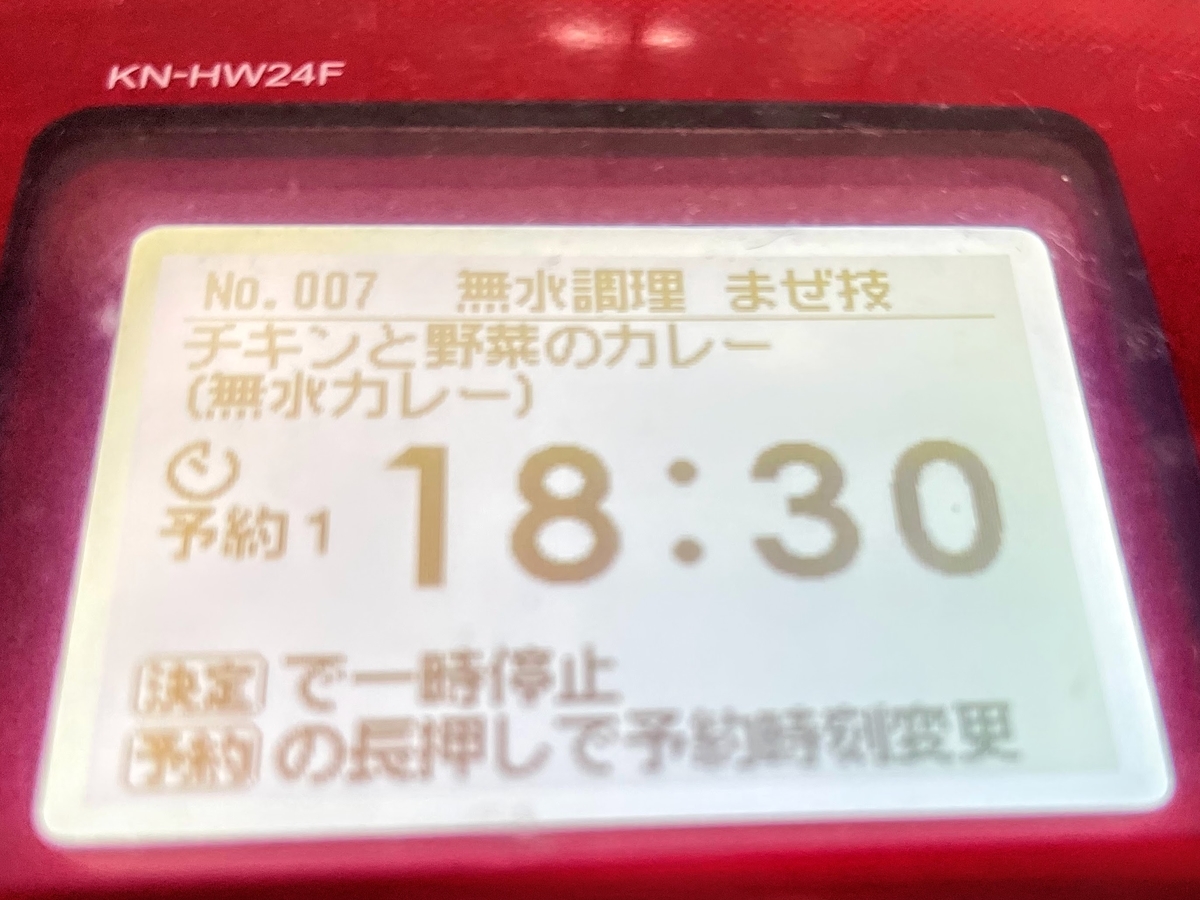 KN-HW24F
No.007 無水調理 まぜ技
チキンと野菜のカレー
(無水カレー)
予約1 18:30
決定 で一時停止
予約 の長押しで予約時刻変更